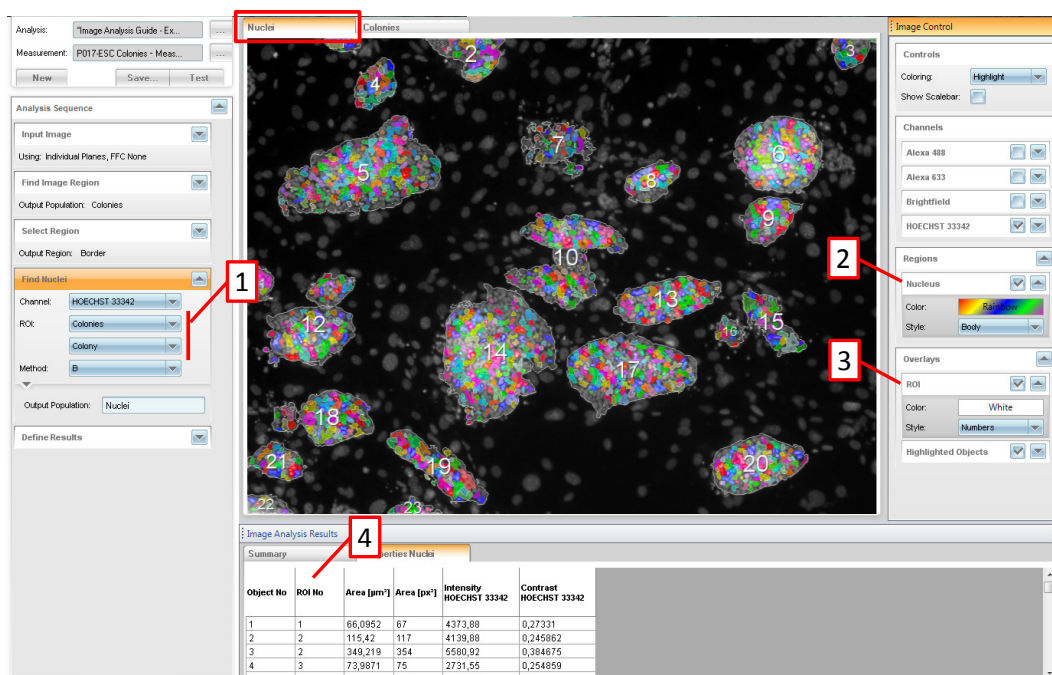 Analysis: "Image Analysis Guide - Ex... ...
Measurement: P017-ESC Colonies - Meas... ...
New Save... Test
Analysis Sequence
Input Image
Using: Individual Planes, FFC None
Find Image Region
Output Population: Colonies
Select Region
Output Region: Border
Find Nuclei
Channel: HOECHST 33342
ROI: Colonies
Colony
Method: B
Output Population: Nuclei
Define Results
1
Nuclei Colonies
2
3
4
5
6
7
8
9
10
12
13
14
15
16
17
18
19
20
21
22
23
Image Control
Controls
Coloring: Highlight
Show Scalebar:
Channels
Alexa 488
Alexa 633
Brightfield
HOECHST 33342
Regions
2
Nucleus
Color: Rainbow
Style: Body
Overlays
3
ROI
Color: White
Style: Numbers
Highlighted Objects
Image Analysis Results
4
Summary perties Nuclei
Object No ROI No Area [µm²] Area [px²] Intensity HOECHST 33342 Contrast HOECHST 33342
1 1 66,0952 67 4373,88 0,27331
2 2 115,42 117 4139,88 0,245862
3 2 349,219 354 5580,92 0,384675
4 3 73,9871 75 2731,55 0,254859